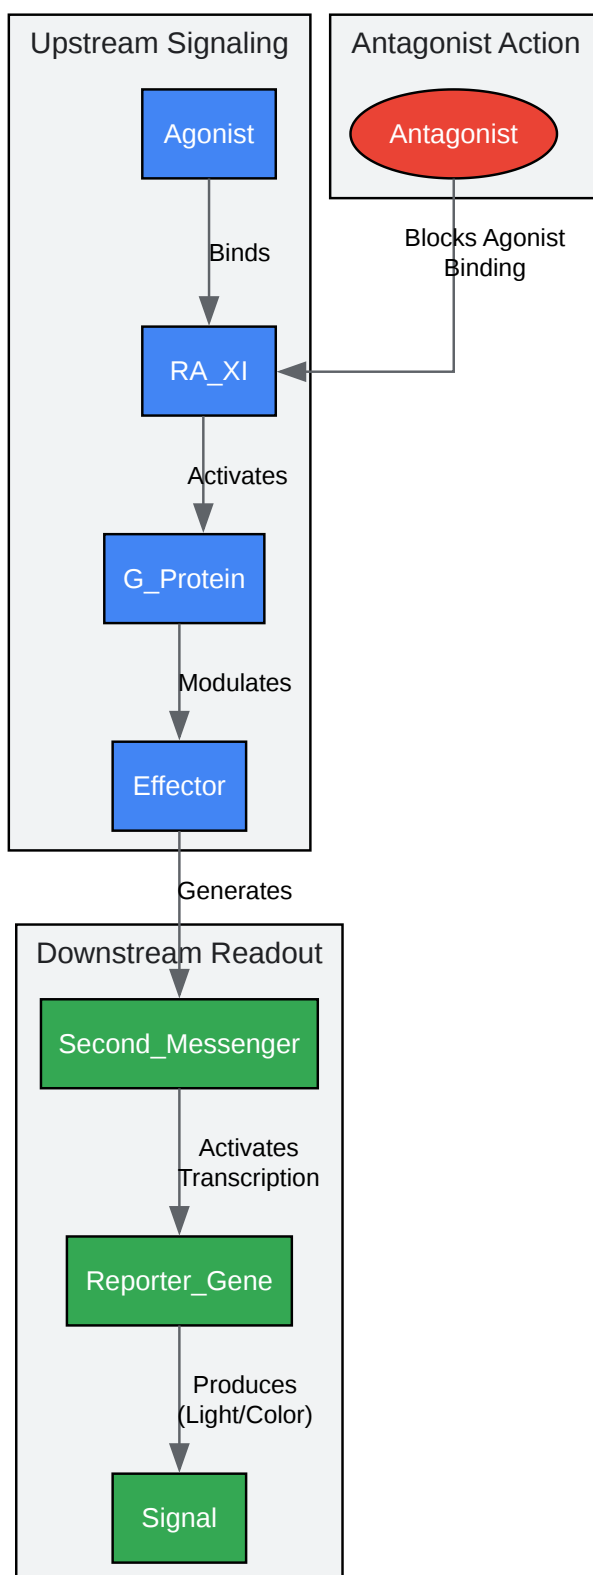 Upstream Signaling
Antagonist Action
Agonist
Antagonist
Binds
Blocks Agonist
Binding
RA_XI
Activates
G_Protein
Modulates
Effector
Generates
Downstream Readout
Second_Messenger
Activates
Transcription
Reporter_Gene
Produces
(Light/Color)
Signal